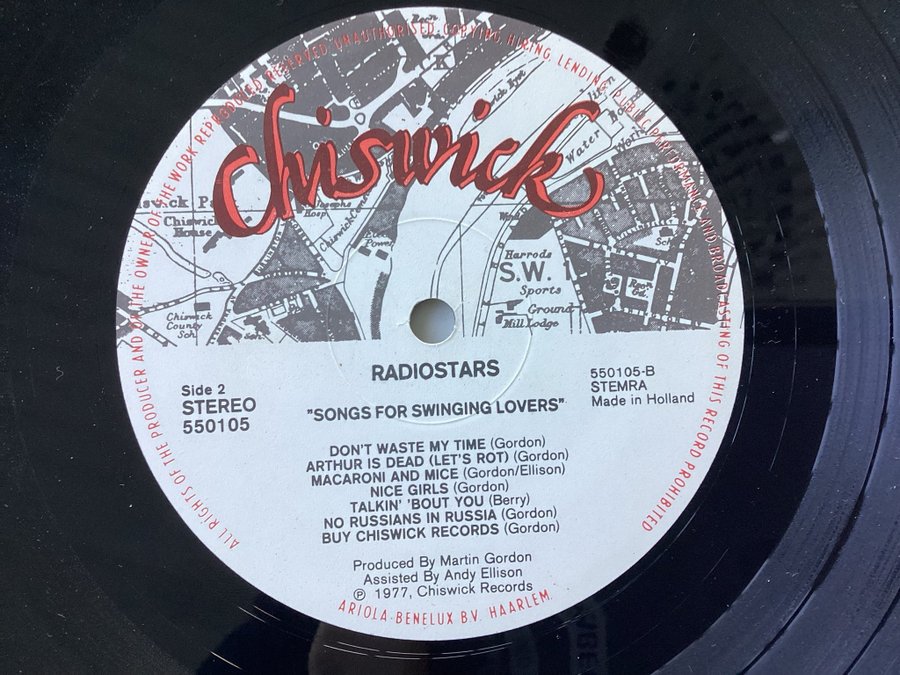 ALL RIGHTS OF THE PRODUCER AND OF THE OWNER OF THE WORK REPRODUCED RESERVED. UNAUTHORISED COPYING, HIRING, LENDING, PUBLIC PERFORMANCE AND BROADCASTING OF THIS RECORD PROHIBITED
Chiswick
Water
Chiswick
House
Hosp
Power
Harrods
S.W. 1
Sports
Sch
Chiswick
County
Sch
Ground
Mill Lodge
RADIOSTARS
Side 2
STEREO
550105
550105-B
STEMRA
Made in Holland
"SONGS FOR SWINGING LOVERS"
DON'T WASTE MY TIME (Gordon)
ARTHUR IS DEAD (LET'S ROT) (Gordon)
MACARONI AND MICE (Gordon/Ellison)
NICE GIRLS (Gordon)
TALKIN' 'BOUT YOU (Berry)
NO RUSSIANS IN RUSSIA (Gordon)
BUY CHISWICK RECORDS (Gordon)
Produced By Martin Gordon
Assisted By Andy Ellison
℗ 1977, Chiswick Records
ARIOLA-BENELUX B.V. HAARLEM